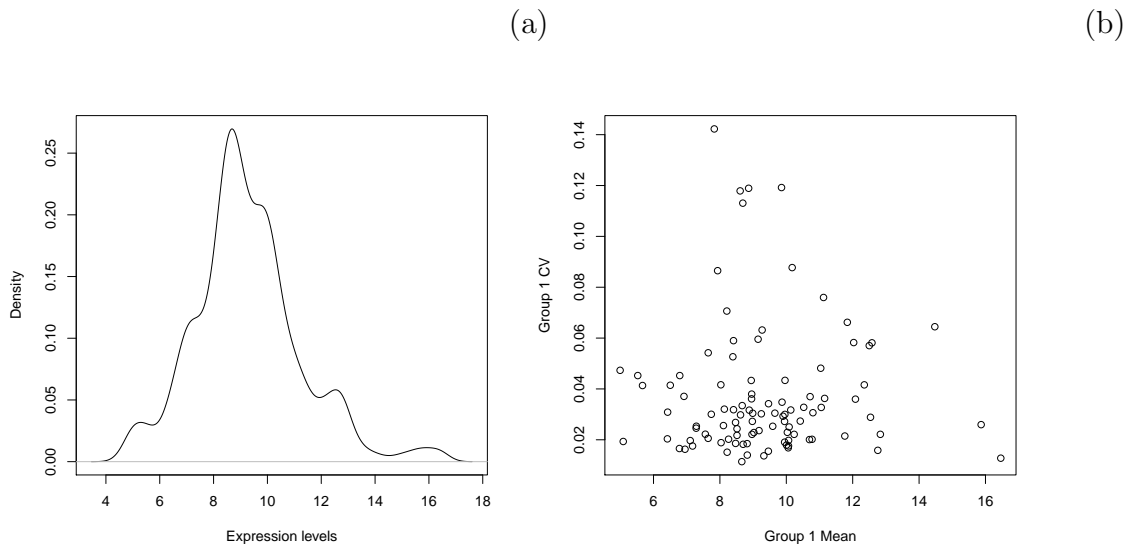 (a)
(b)
Density
0.25
0.20
0.15
0.10
0.05
0.00
4 6 8 10 12 14 16 18
Expression levels
Group 1 CV
0.14
0.12
0.10
0.08
0.06
0.04
0.02
6 8 10 12 14 16
Group 1 Mean